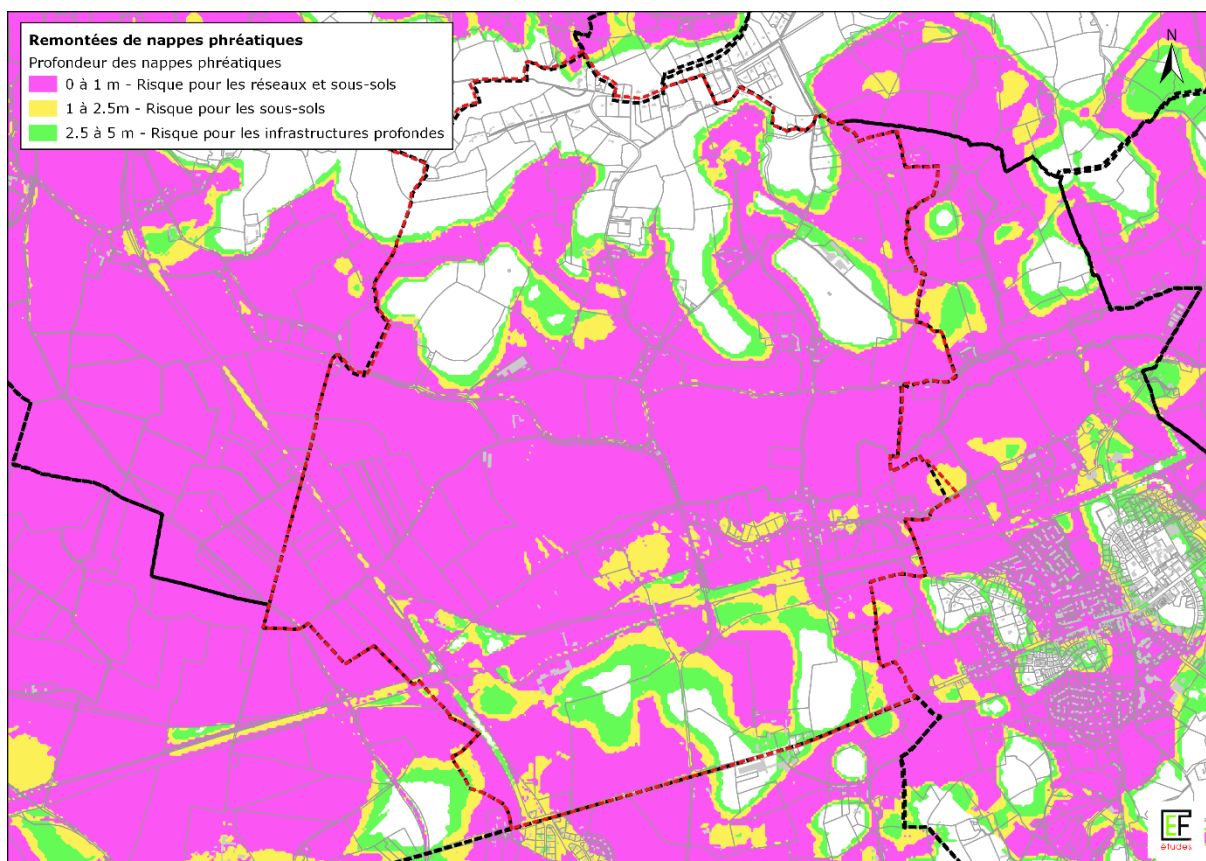 Remontées de nappes phréatiques
Profondeur des nappes phréatiques
0 à 1 m - Risque pour les réseaux et sous-sols
1 à 2.5m - Risque pour les sous-sols
2.5 à 5 m - Risque pour les infrastructures profondes
N
EF
études